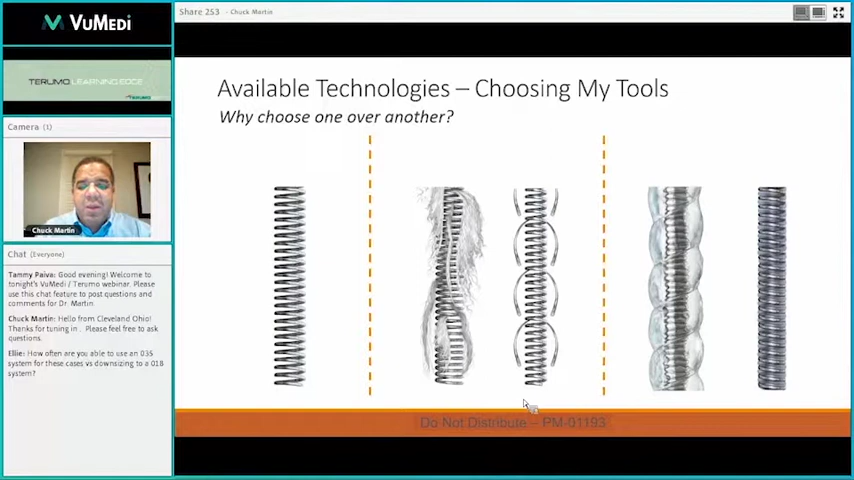 VUMEDi
TERUMO LEARNING EDGE
TERUMO
Camera (1)
Chuck Martin
Chat (Everyone)
Tammy Paiva: Good evening! Welcome to
tonight's VuMedi / Terumo webinar. Please
use this chat feature to post questions and
comments for Dr. Martin.
Chuck Martin: Hello from Cleveland Ohio!
Thanks for tuning in . Please feel free to ask
questions.
Ellie: How often are you able to use an 035
system for these cases vs downsizing to a 018
system?
Share 253 - Chuck Martin
Available Technologies – Choosing My Tools
Why choose one over another?
Do Not Distribute – PM-01193